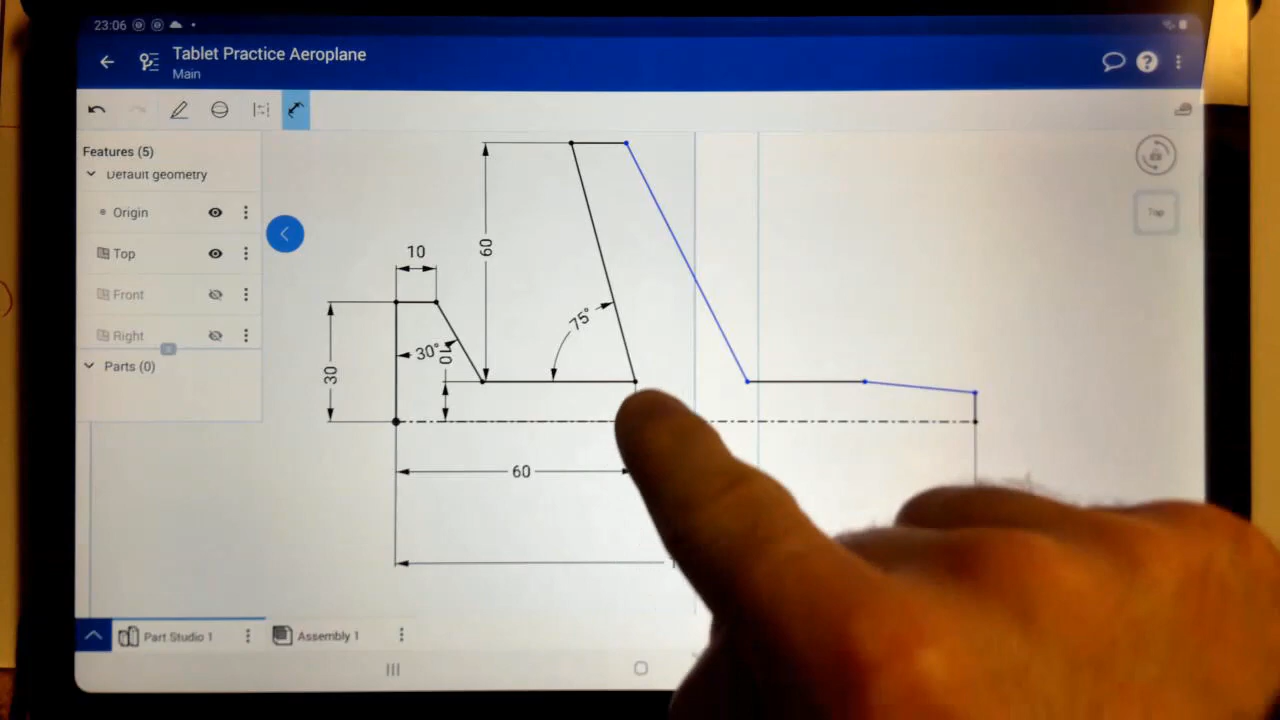 23:06
Tablet Practice Aeroplane
Main
Features (5)
Default geometry
Origin
Top
Front
Right
Parts (0)
10
60
75°
30°
10
30
60
Top
Part Studio 1
Assembly 1